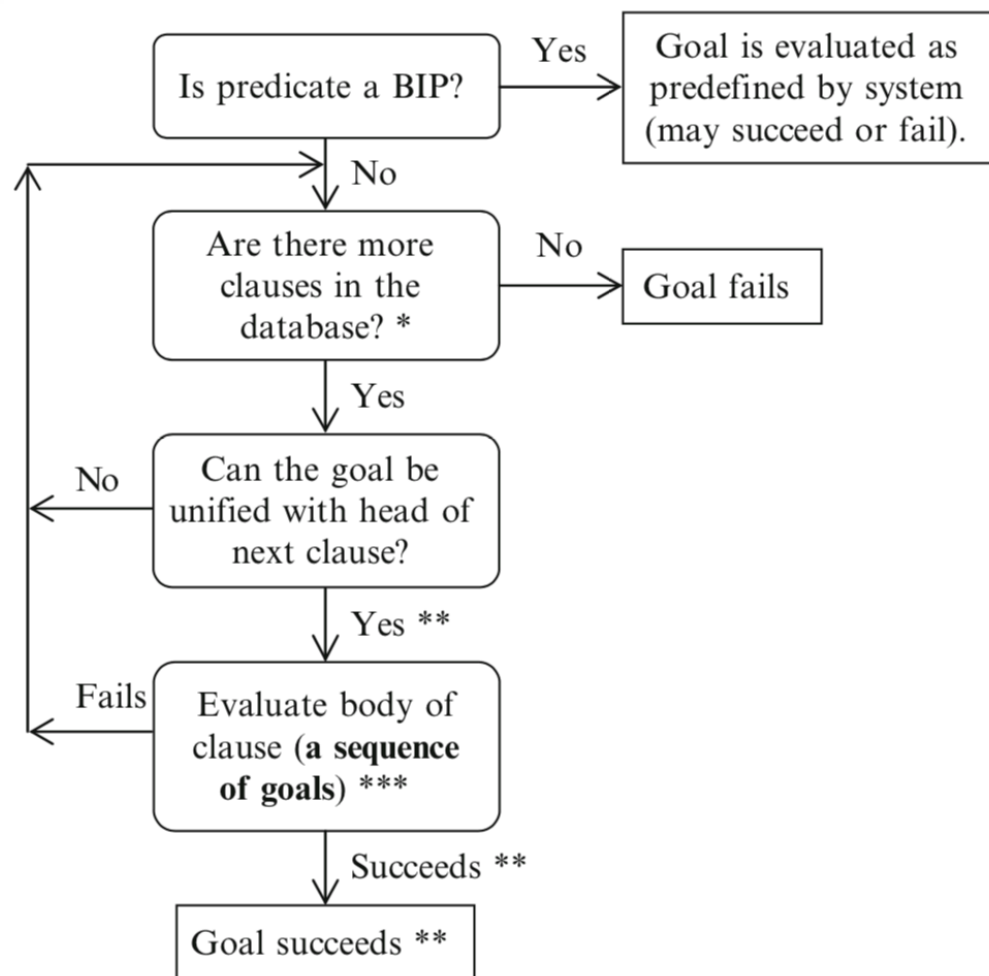 Is predicate a BIP?
Yes
Goal is evaluated as
predefined by system
(may succeed or fail).
No
Are there more
clauses in the
database? *
No
Goal fails
Yes
Can the goal be
unified with head of
next clause?
No
Yes **
Evaluate body of
clause (a sequence
of goals) ***
Fails
Succeeds **
Goal succeeds **